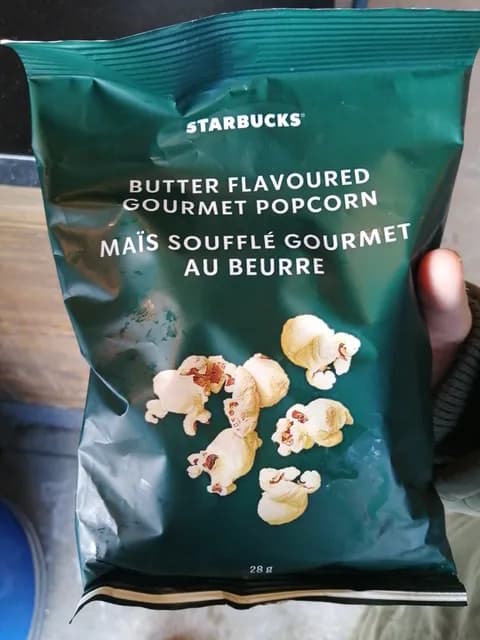 STARBUCKS®
BUTTER FLAVOURED
GOURMET POPCORN
MAÏS SOUFFLÉ GOURMET
AU BEURRE
28 g